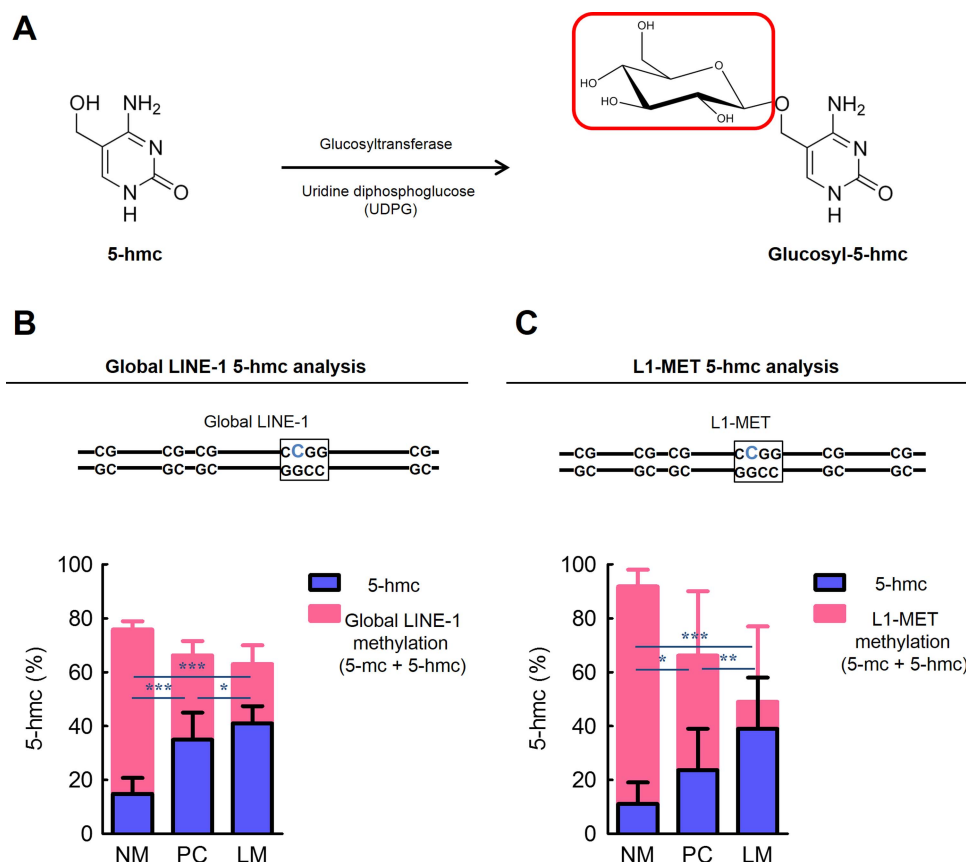 A
OH
NH2
N
N
H
O
5-hmc
Glucosyltransferase
Uridine diphosphoglucose
(UDPG)
OH
O
HO
HO
OH
O
NH2
N
N
H
O
Glucosyl-5-hmc
B
Global LINE-1 5-hmc analysis
Global LINE-1
CG CG CG CCGG CG
GC GC GC GGCC GC
5-hmc (%)
100
80
60
40
20
0
***
*** *
NM PC LM
5-hmc
Global LINE-1
methylation
(5-mc + 5-hmc)
C
L1-MET 5-hmc analysis
L1-MET
CG CG CG CCGG CG CG
GC GC GC GGCC GC GC
5-hmc (%)
100
80
60
40
20
0
***
* **
NM PC LM
5-hmc
L1-MET
methylation
(5-mc + 5-hmc)